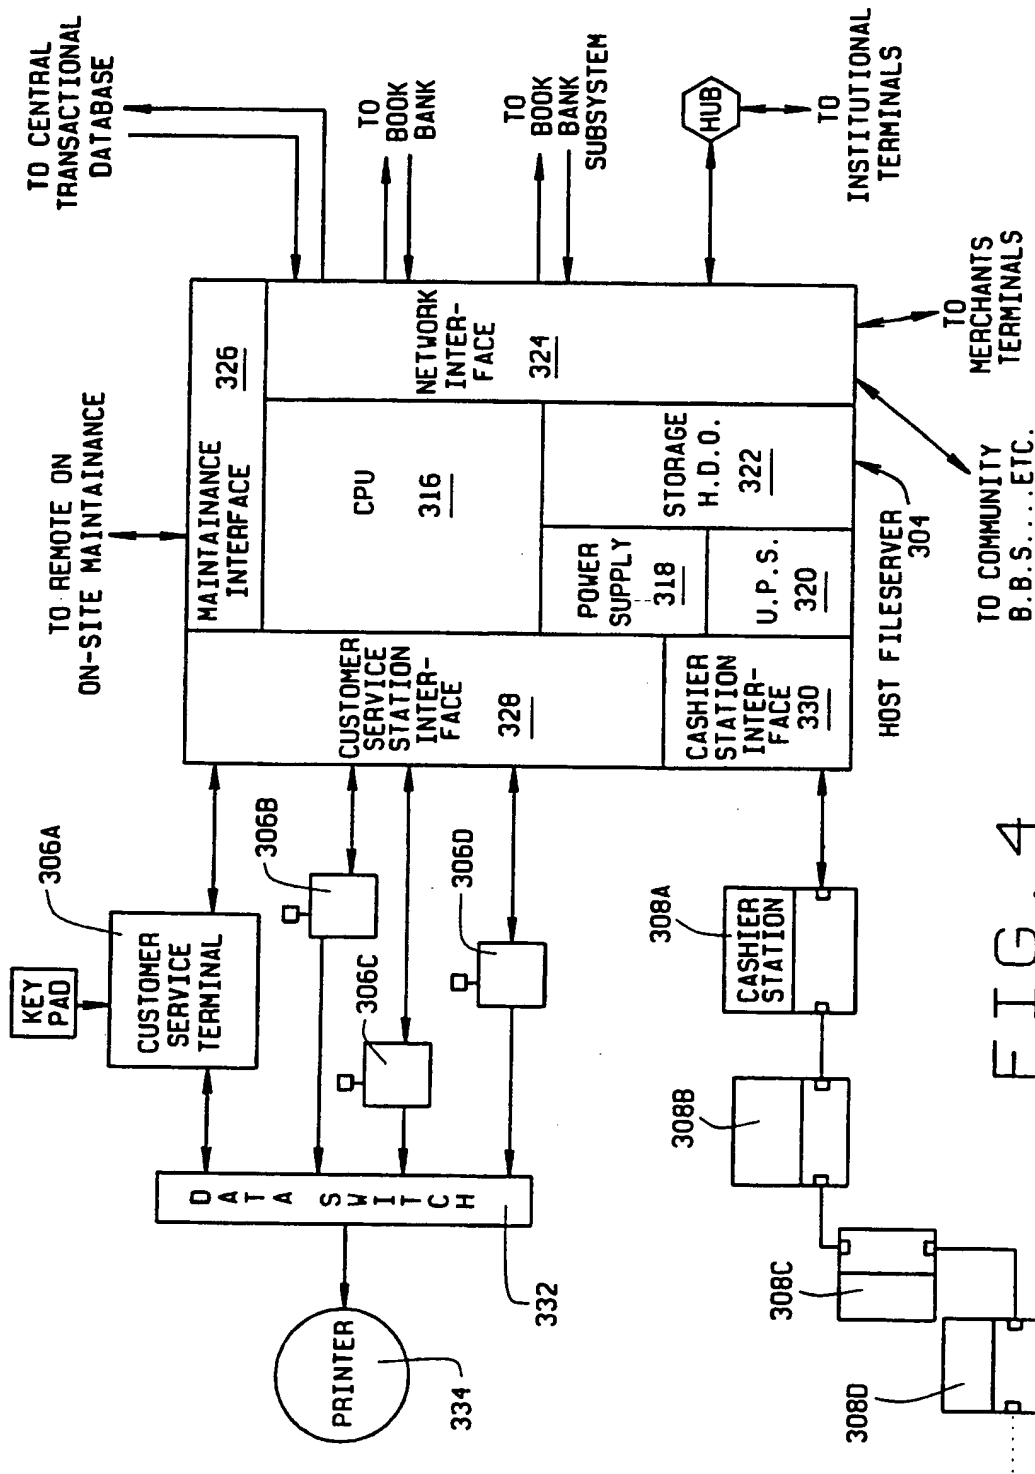 TO CENTRAL
TRANSACTIONAL
DATABASE
TO
BOOK
BANK
TO
BOOK
BANK
SUBSYSTEM
HUB
TO
INSTITUTIONAL
TERMINALS
TO REMOTE ON
ON-SITE MAINTAINANCE
MAINTAINANCE
INTERFACE
326
NETWORK
INTER-
FACE
324
CPU
316
STORAGE
H.D.O.
322
POWER
SUPPLY
318
U.P.S.
320
CUSTOMER
SERVICE
STATION
INTER-
FACE
328
CASHIER
STATION
INTER-
FACE
330
HOST FILESERVER
304
TO
MERCHANTS
TERMINALS
TO COMMUNITY
B.B.S....ETC.
KEY
PAD
306A
CUSTOMER
SERVICE
TERMINAL
306B
306C
306D
DATA SWITCH
332
PRINTER
334
308A
CASHIER
STATION
308B
308C
308D
FIG. 4